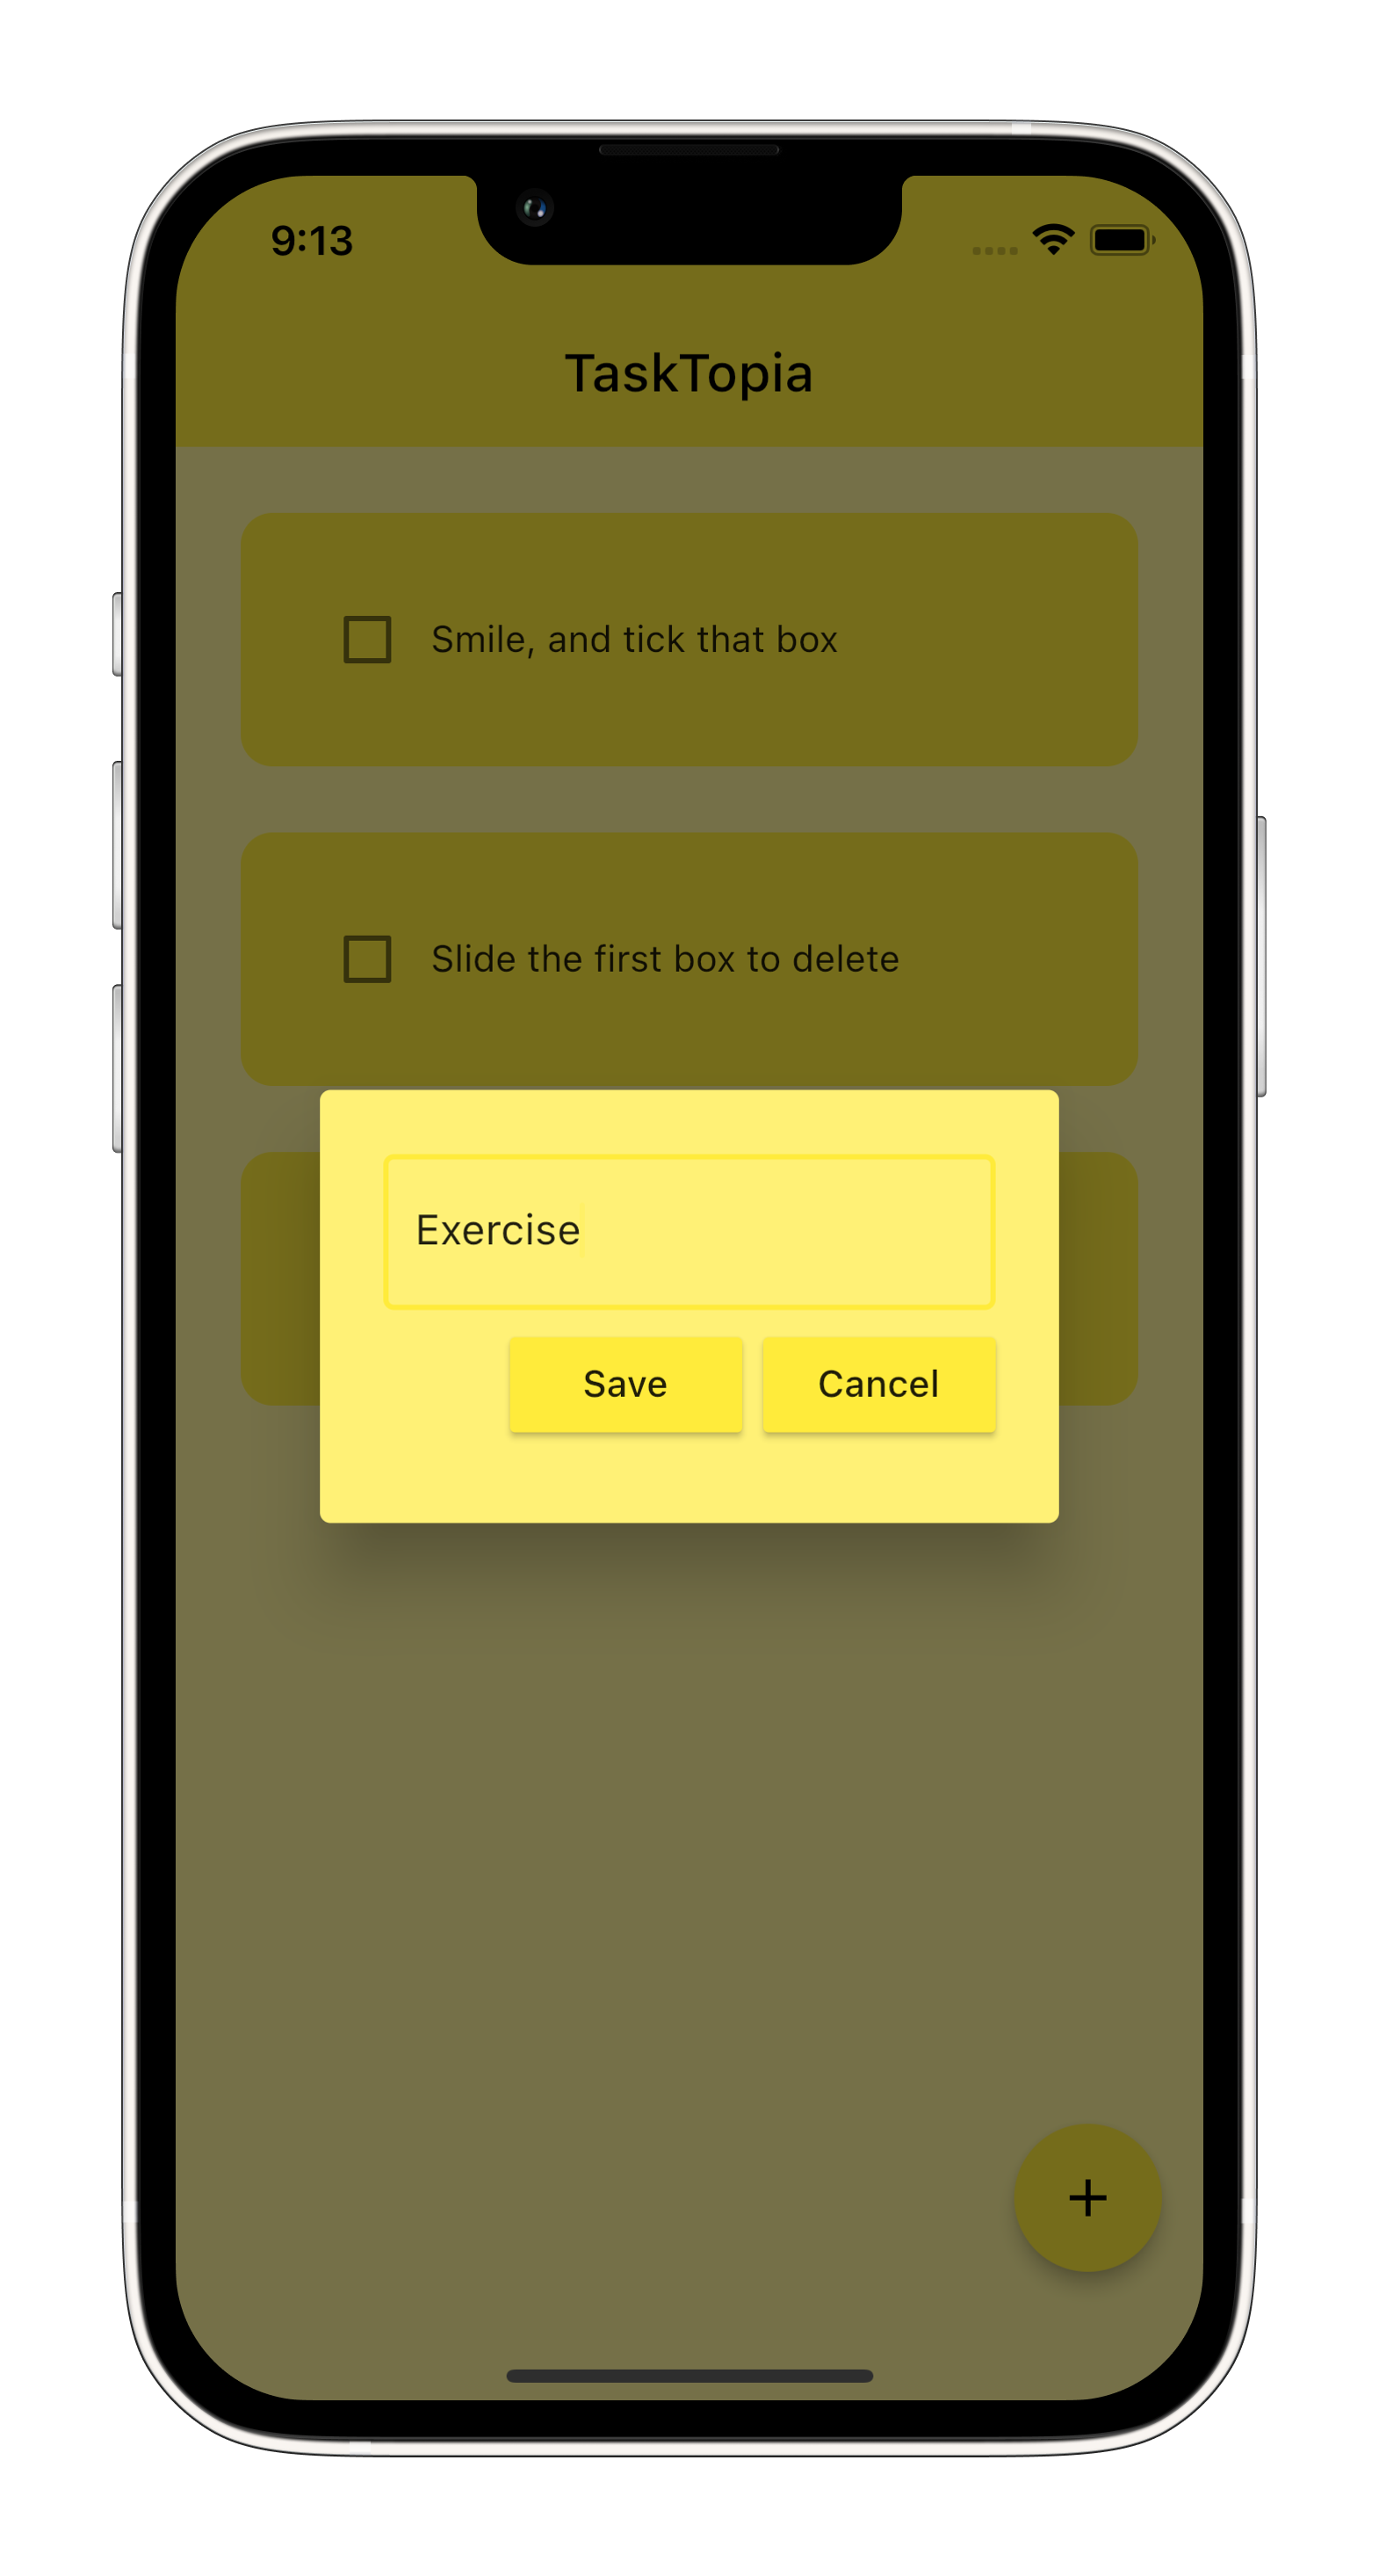 9:13
TaskTopia
Smile, and tick that box
Slide the first box to delete
Exercise
Save
Cancel